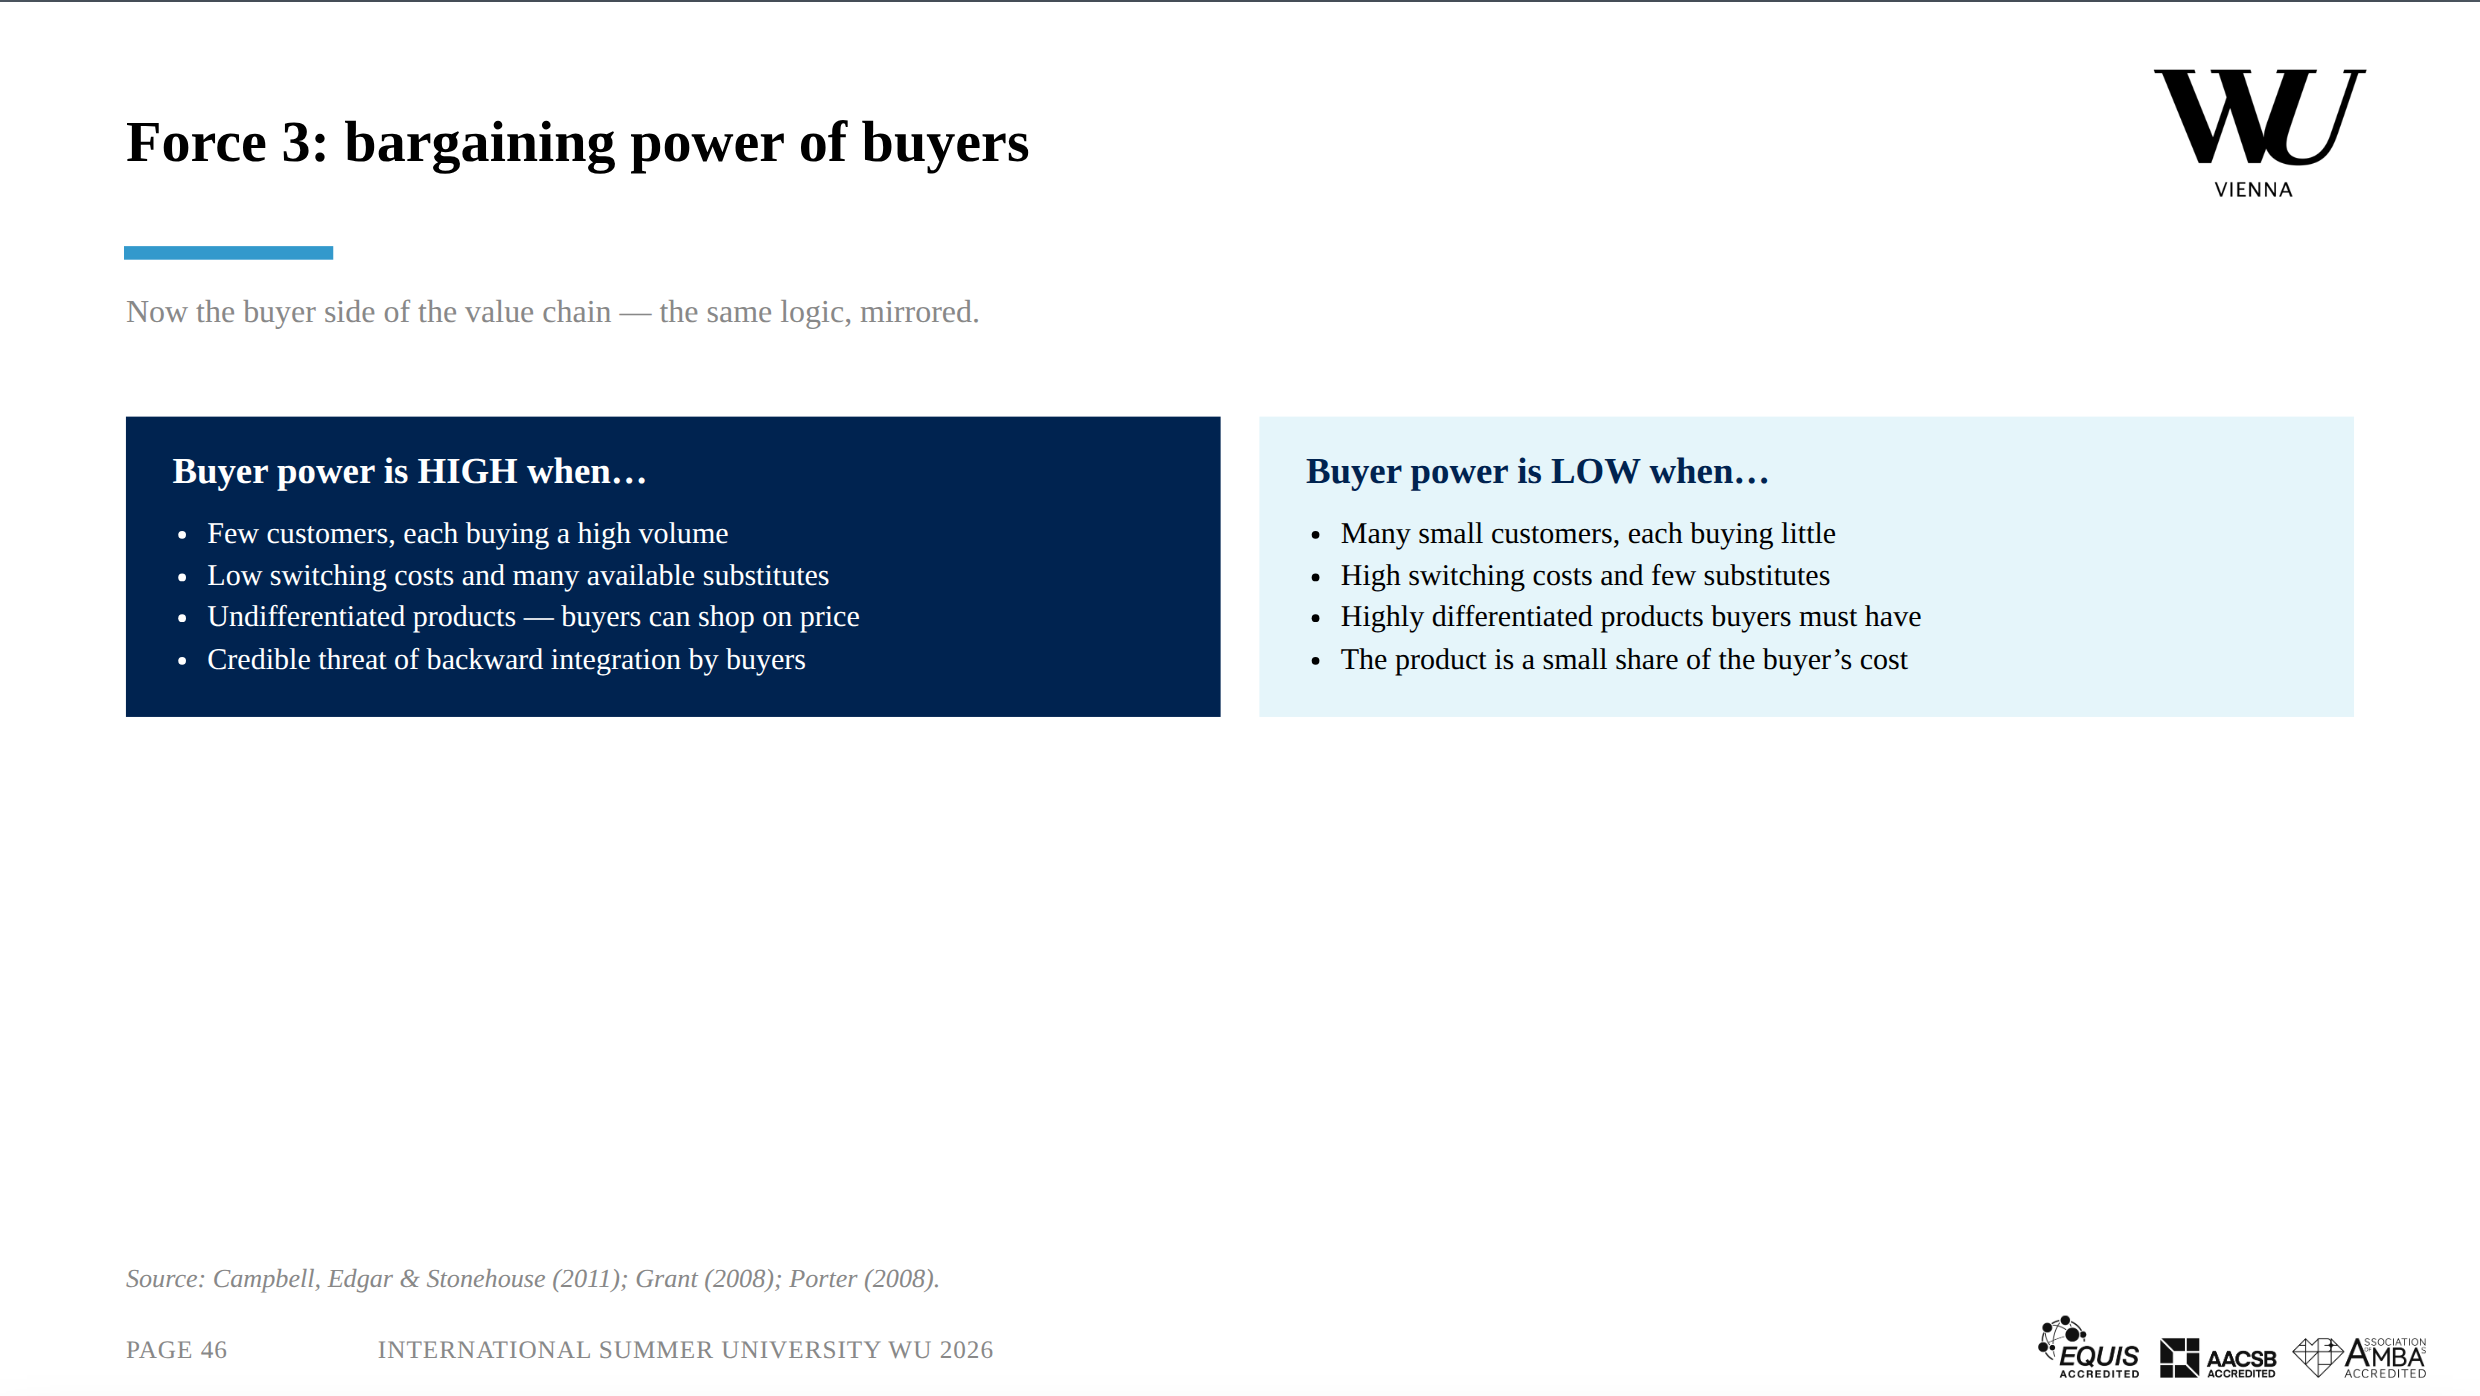 WU
VIENNA
Force 3: bargaining power of buyers
Now the buyer side of the value chain — the same logic, mirrored.
Buyer power is HIGH when…
• Few customers, each buying a high volume
• Low switching costs and many available substitutes
• Undifferentiated products — buyers can shop on price
• Credible threat of backward integration by buyers
Buyer power is LOW when…
• Many small customers, each buying little
• High switching costs and few substitutes
• Highly differentiated products buyers must have
• The product is a small share of the buyer’s cost
Source: Campbell, Edgar & Stonehouse (2011); Grant (2008); Porter (2008).
PAGE 46 INTERNATIONAL SUMMER UNIVERSITY WU 2026
EQUIS
ACCREDITED
AACSB
ACCREDITED
ASSOCIATION
OF AMBAS
ACCREDITED